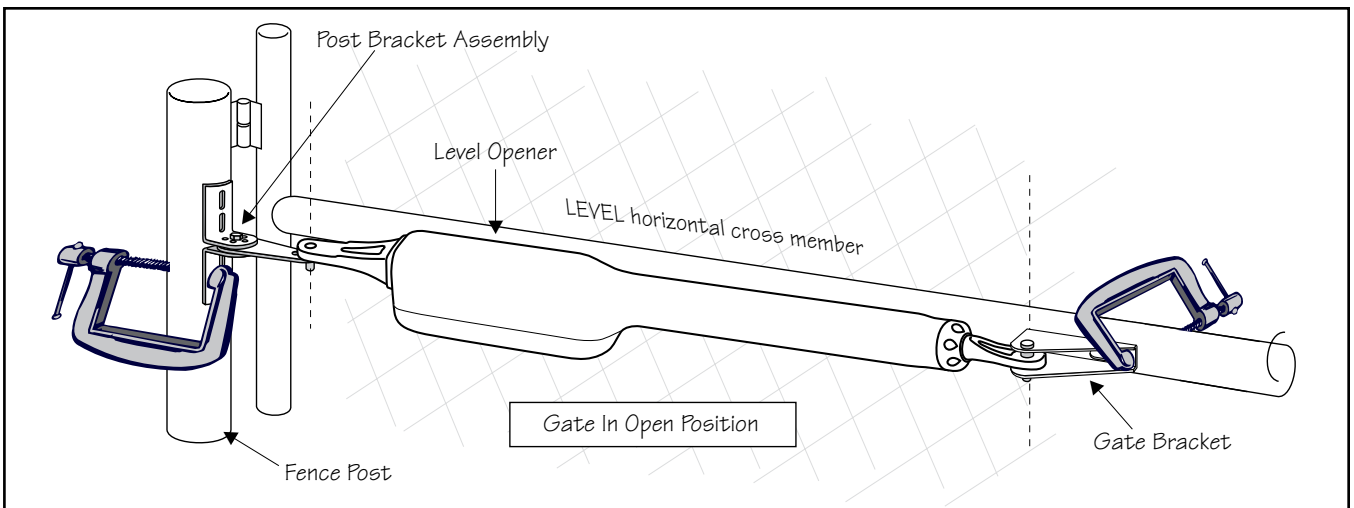 Post Bracket Assembly
Level Opener
LEVEL horizontal cross member
Gate In Open Position
Gate Bracket
Fence Post